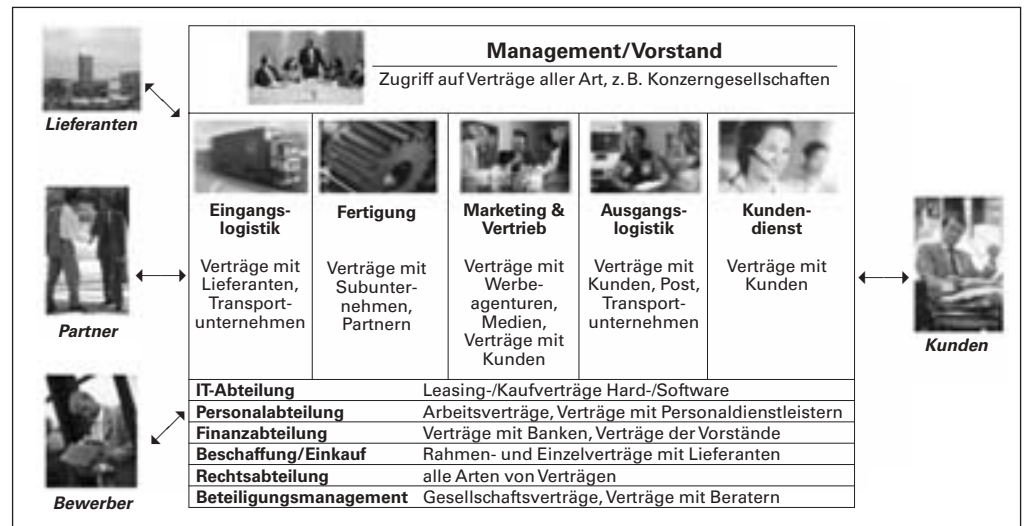 Management/Vorstand
Zugriff auf Verträge aller Art, z. B. Konzerngesellschaften
Lieferanten
Partner
Bewerber
Eingangs-
logistik
Verträge mit
Lieferanten,
Transport-
unternehmen
Fertigung
Verträge mit
Subunter-
nehmen,
Partnern
Marketing &
Vertrieb
Verträge mit
Werbe-
agenturen,
Medien,
Verträge mit
Kunden
Ausgangs-
logistik
Verträge mit
Kunden, Post,
Transport-
unternehmen
Kunden-
dienst
Verträge mit
Kunden
Kunden
IT-Abteilung Leasing-/Kaufverträge Hard-/Software
Personalabteilung Arbeitsverträge, Verträge mit Personaldienstleistern
Finanzabteilung Verträge mit Banken, Verträge der Vorstände
Beschaffung/Einkauf Rahmen- und Einzelverträge mit Lieferanten
Rechtsabteilung alle Arten von Verträgen
Beteiligungsmanagement Gesellschaftsverträge, Verträge mit Beratern